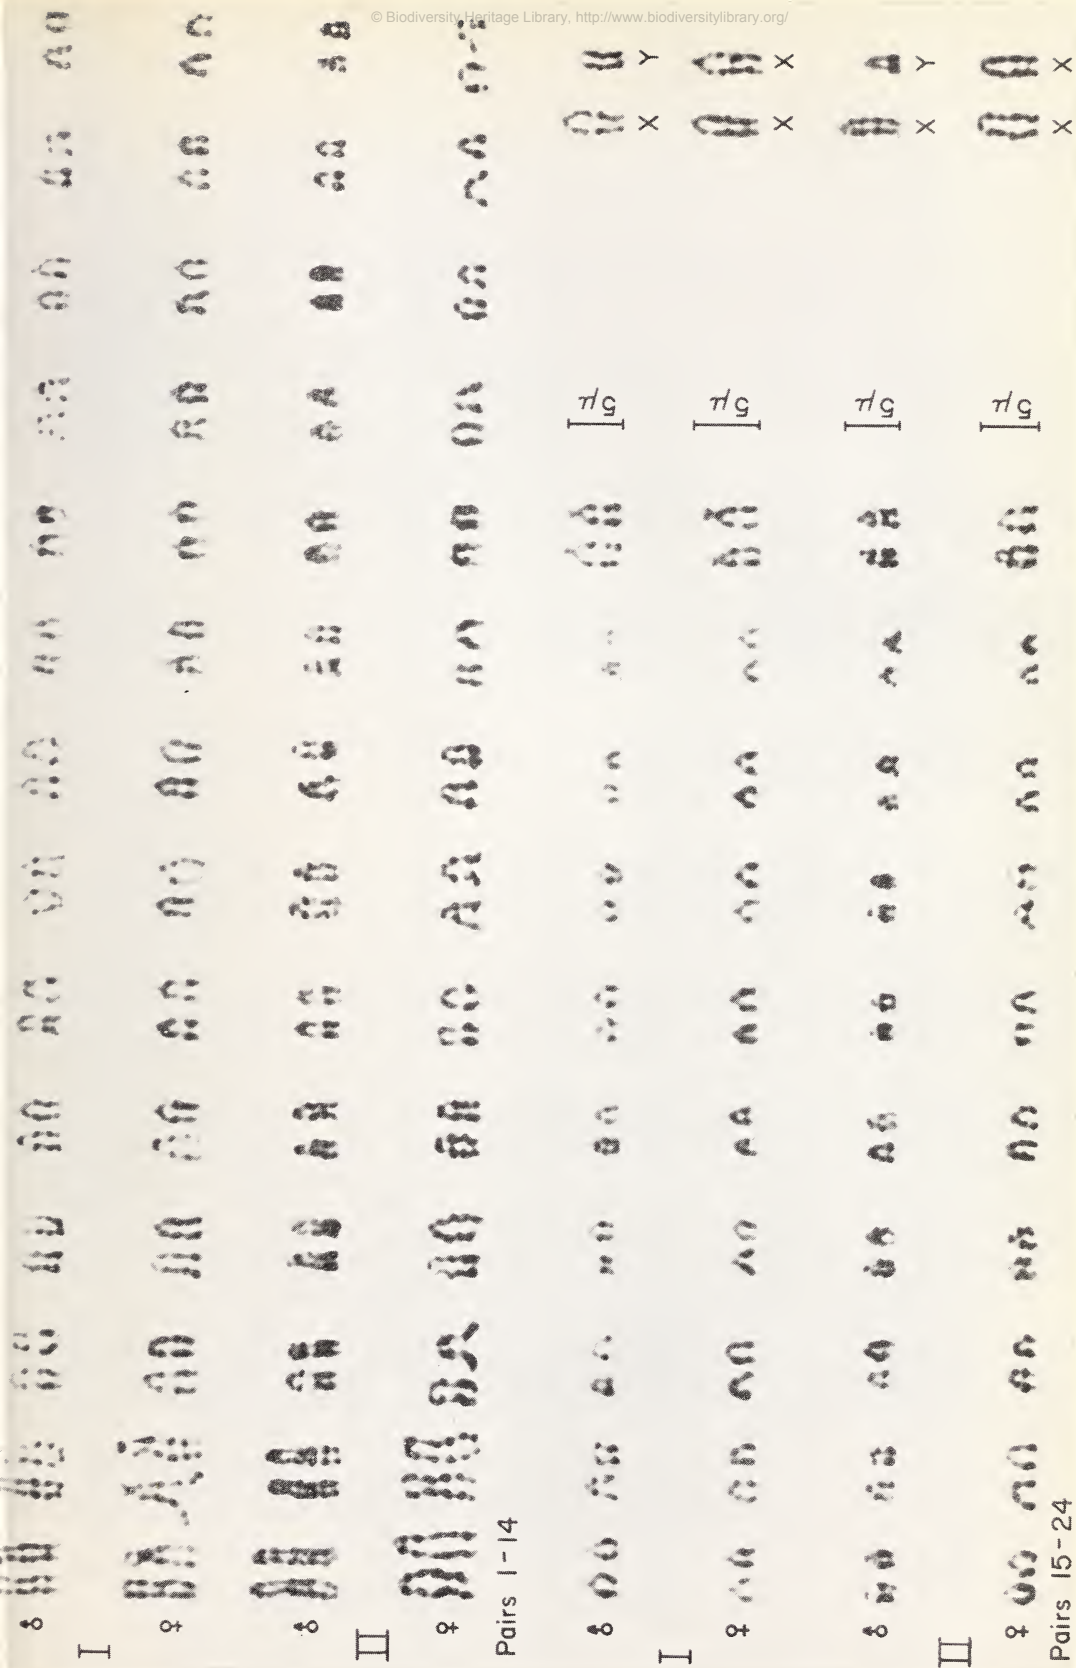 © Biodiversity Heritage Library, http://www.biodiversitylibrary.org/
♂
I
♀
♂
II
♀
Pairs 1-14
♂
5μ
X Y
I
♀
5μ
X X
♂
5μ
X Y
II
♀
5μ
X X
Pairs 15-24